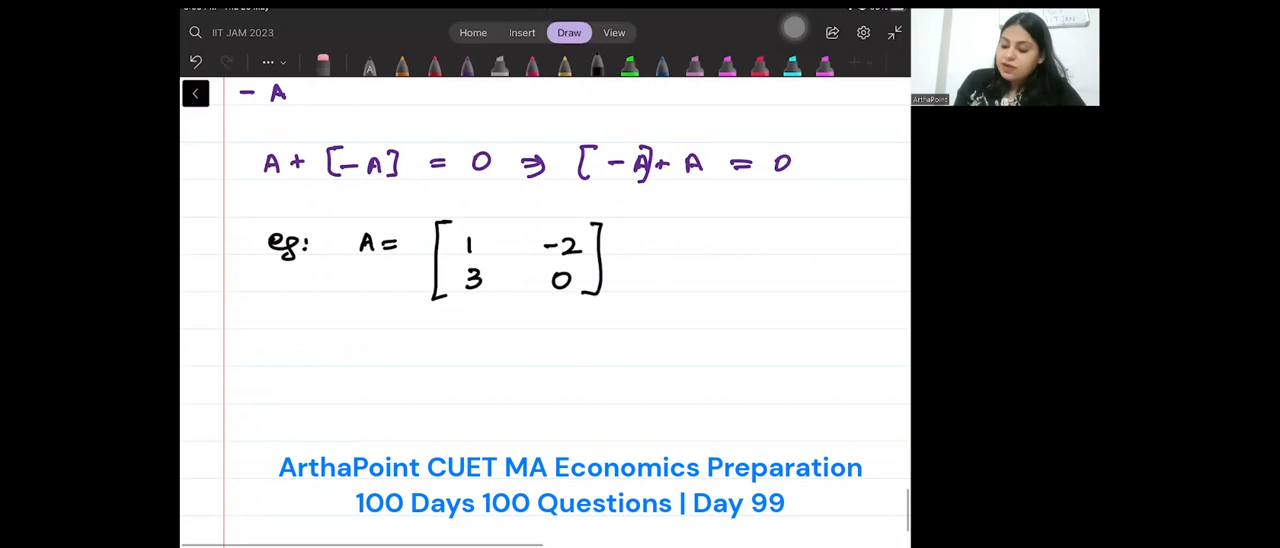 IIT JAM 2023
Home Insert Draw View
- A
A + [-A] = 0 ⇒ [-A] + A = 0
eg: A = [ 1 -2
3 0 ]
ArthaPoint
ArthaPoint CUET MA Economics Preparation
100 Days 100 Questions | Day 99